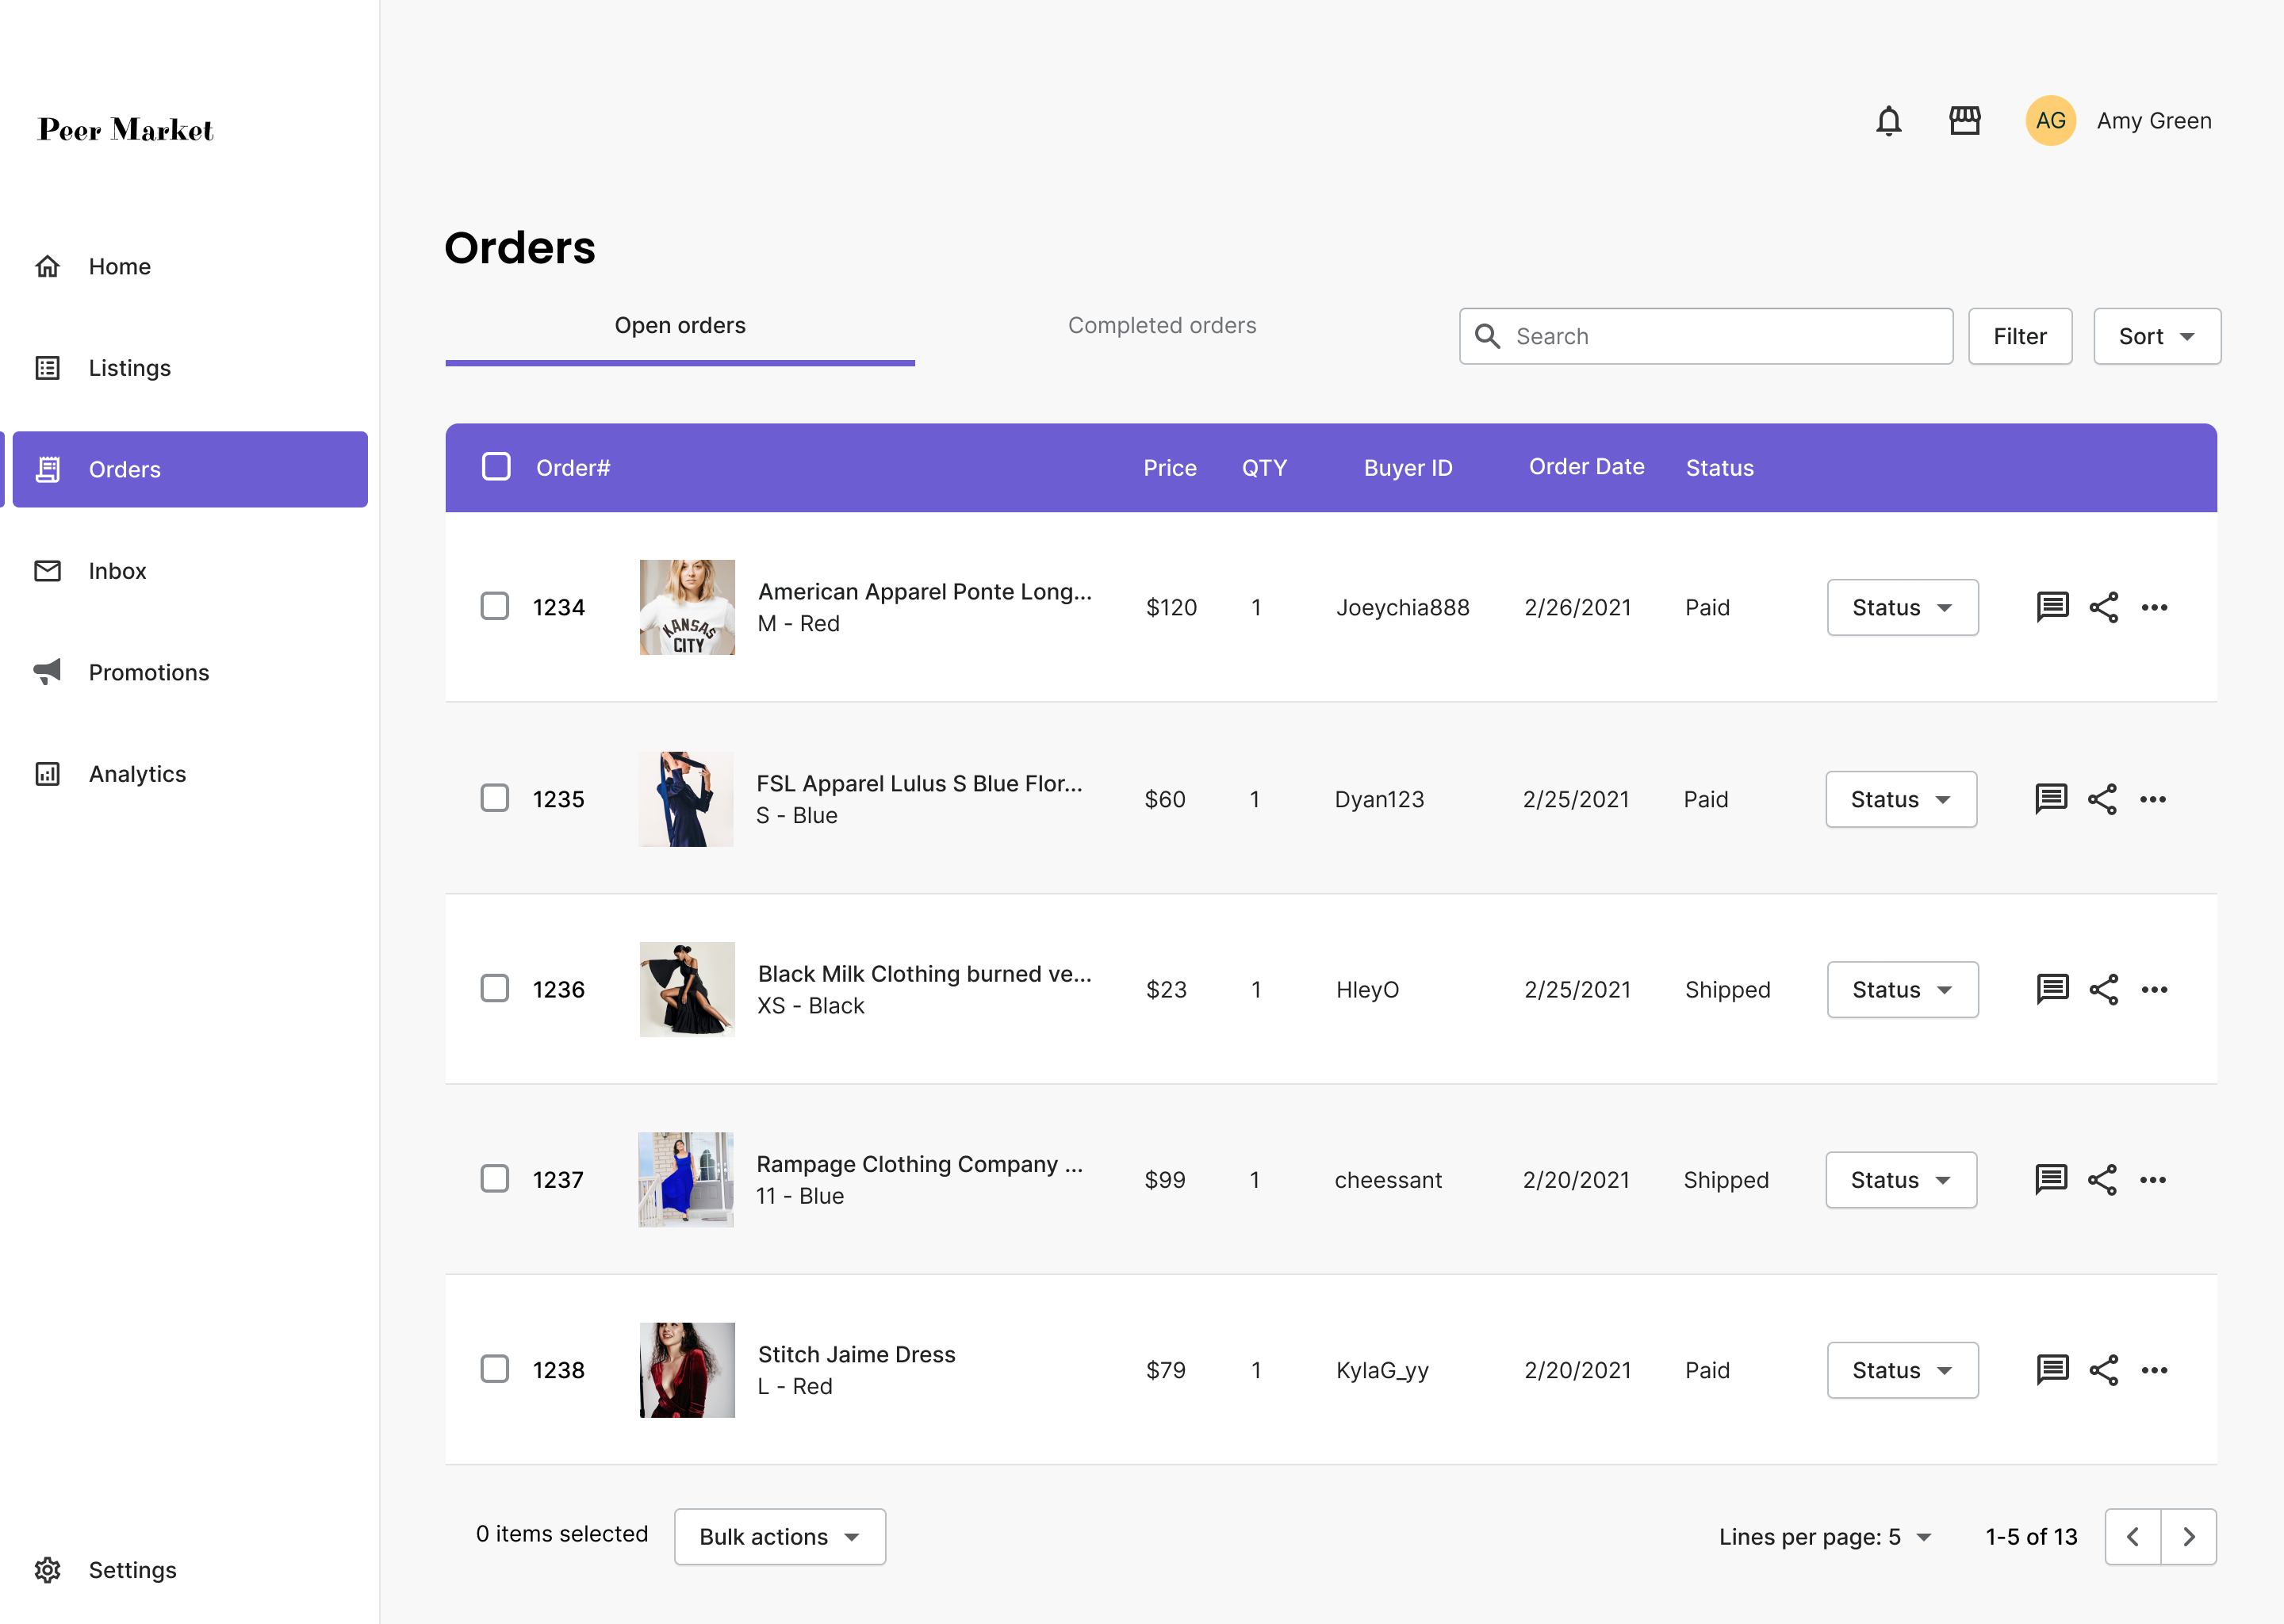 Peer Market
AG
Amy Green
Home
Listings
Orders
Inbox
Promotions
Analytics
Settings
Orders
Open orders
Completed orders
Search
Filter
Sort
Order# Price QTY Buyer ID Order Date Status
KANSAS
CITY
1234 American Apparel Ponte Long... $120 1 Joeychia888 2/26/2021 Paid Status
M - Red
1235 FSL Apparel Lulus S Blue Flor... $60 1 Dyan123 2/25/2021 Paid Status
S - Blue
1236 Black Milk Clothing burned ve... $23 1 HleyO 2/25/2021 Shipped Status
XS - Black
1237 Rampage Clothing Company ... $99 1 cheessant 2/20/2021 Shipped Status
11 - Blue
1238 Stitch Jaime Dress $79 1 KylaG_yy 2/20/2021 Paid Status
L - Red
0 items selected
Bulk actions
Lines per page: 5
1-5 of 13